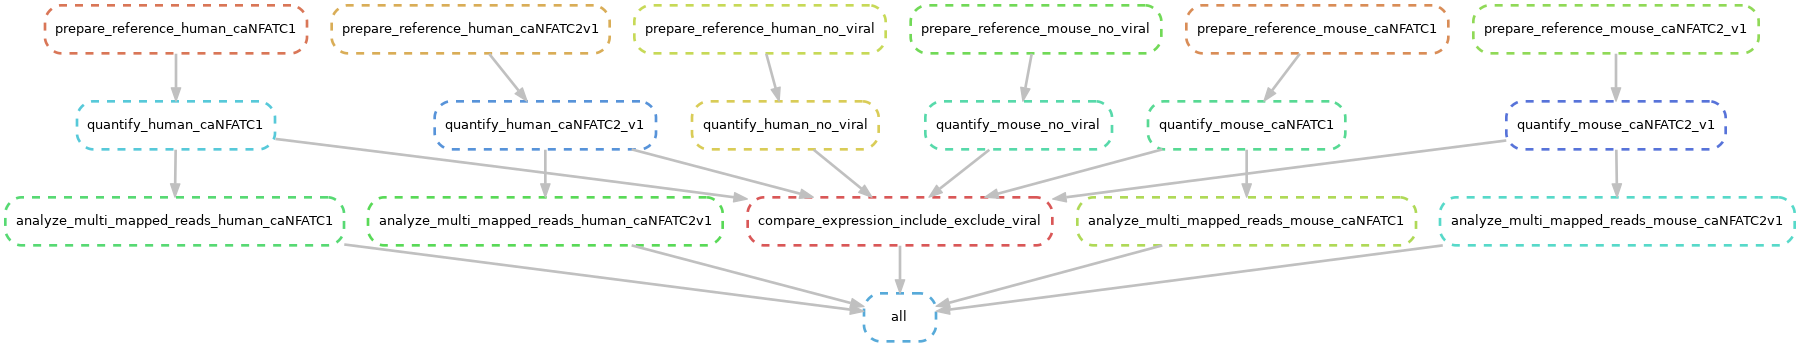 prepare_reference_human_caNFATC1
prepare_reference_human_caNFATC2v1
prepare_reference_human_no_viral
prepare_reference_mouse_no_viral
prepare_reference_mouse_caNFATC1
prepare_reference_mouse_caNFATC2_v1
quantify_human_caNFATC1
quantify_human_caNFATC2_v1
quantify_human_no_viral
quantify_mouse_no_viral
quantify_mouse_caNFATC1
quantify_mouse_caNFATC2_v1
analyze_multi_mapped_reads_human_caNFATC1
analyze_multi_mapped_reads_human_caNFATC2v1
compare_expression_include_exclude_viral
analyze_multi_mapped_reads_mouse_caNFATC1
analyze_multi_mapped_reads_mouse_caNFATC2v1
all